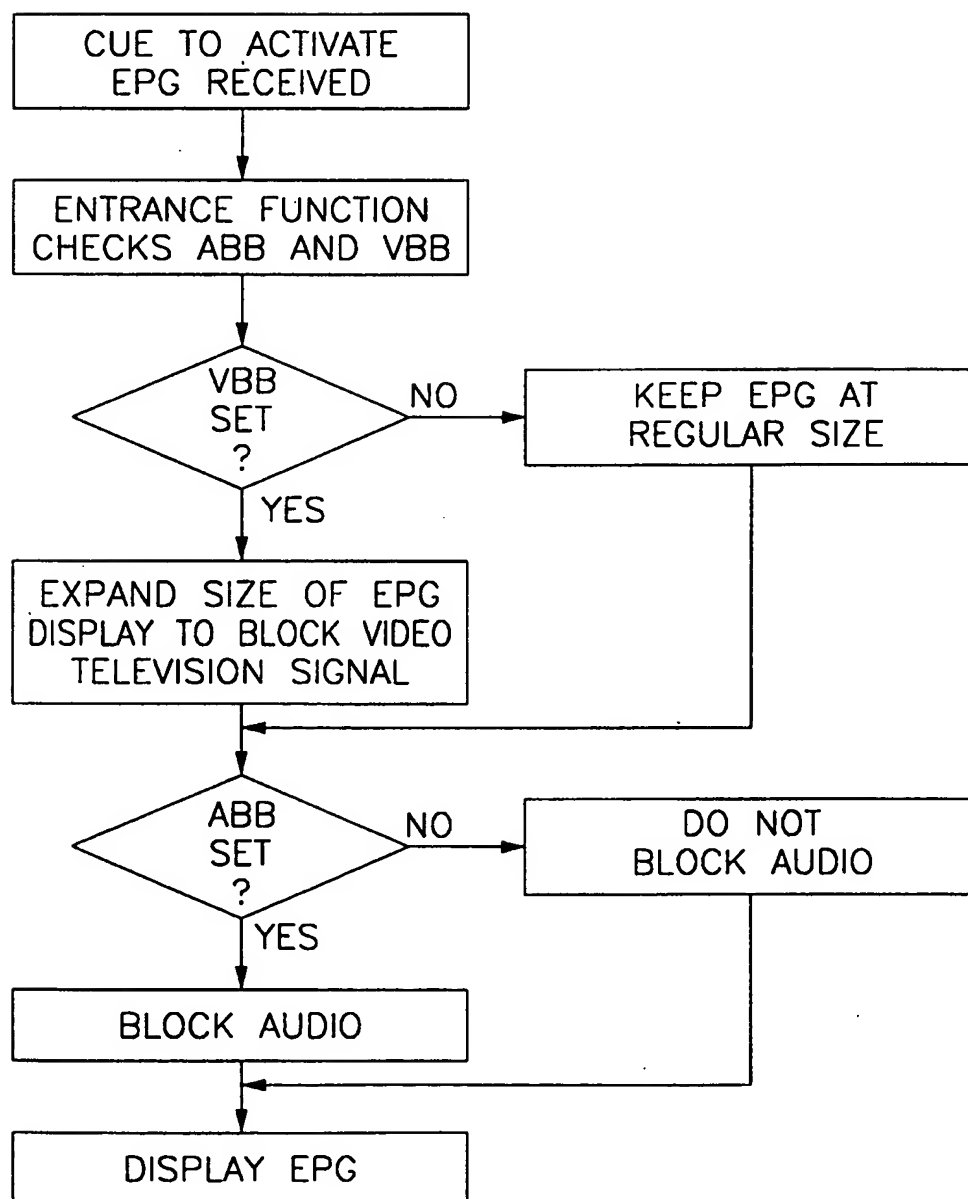 CUE TO ACTIVATE
EPG RECEIVED
ENTRANCE FUNCTION
CHECKS ABB AND VBB
VBB
SET
?
NO
KEEP EPG AT
REGULAR SIZE
YES
EXPAND SIZE OF EPG
DISPLAY TO BLOCK VIDEO
TELEVISION SIGNAL
ABB
SET
?
NO
DO NOT
BLOCK AUDIO
YES
BLOCK AUDIO
DISPLAY EPG